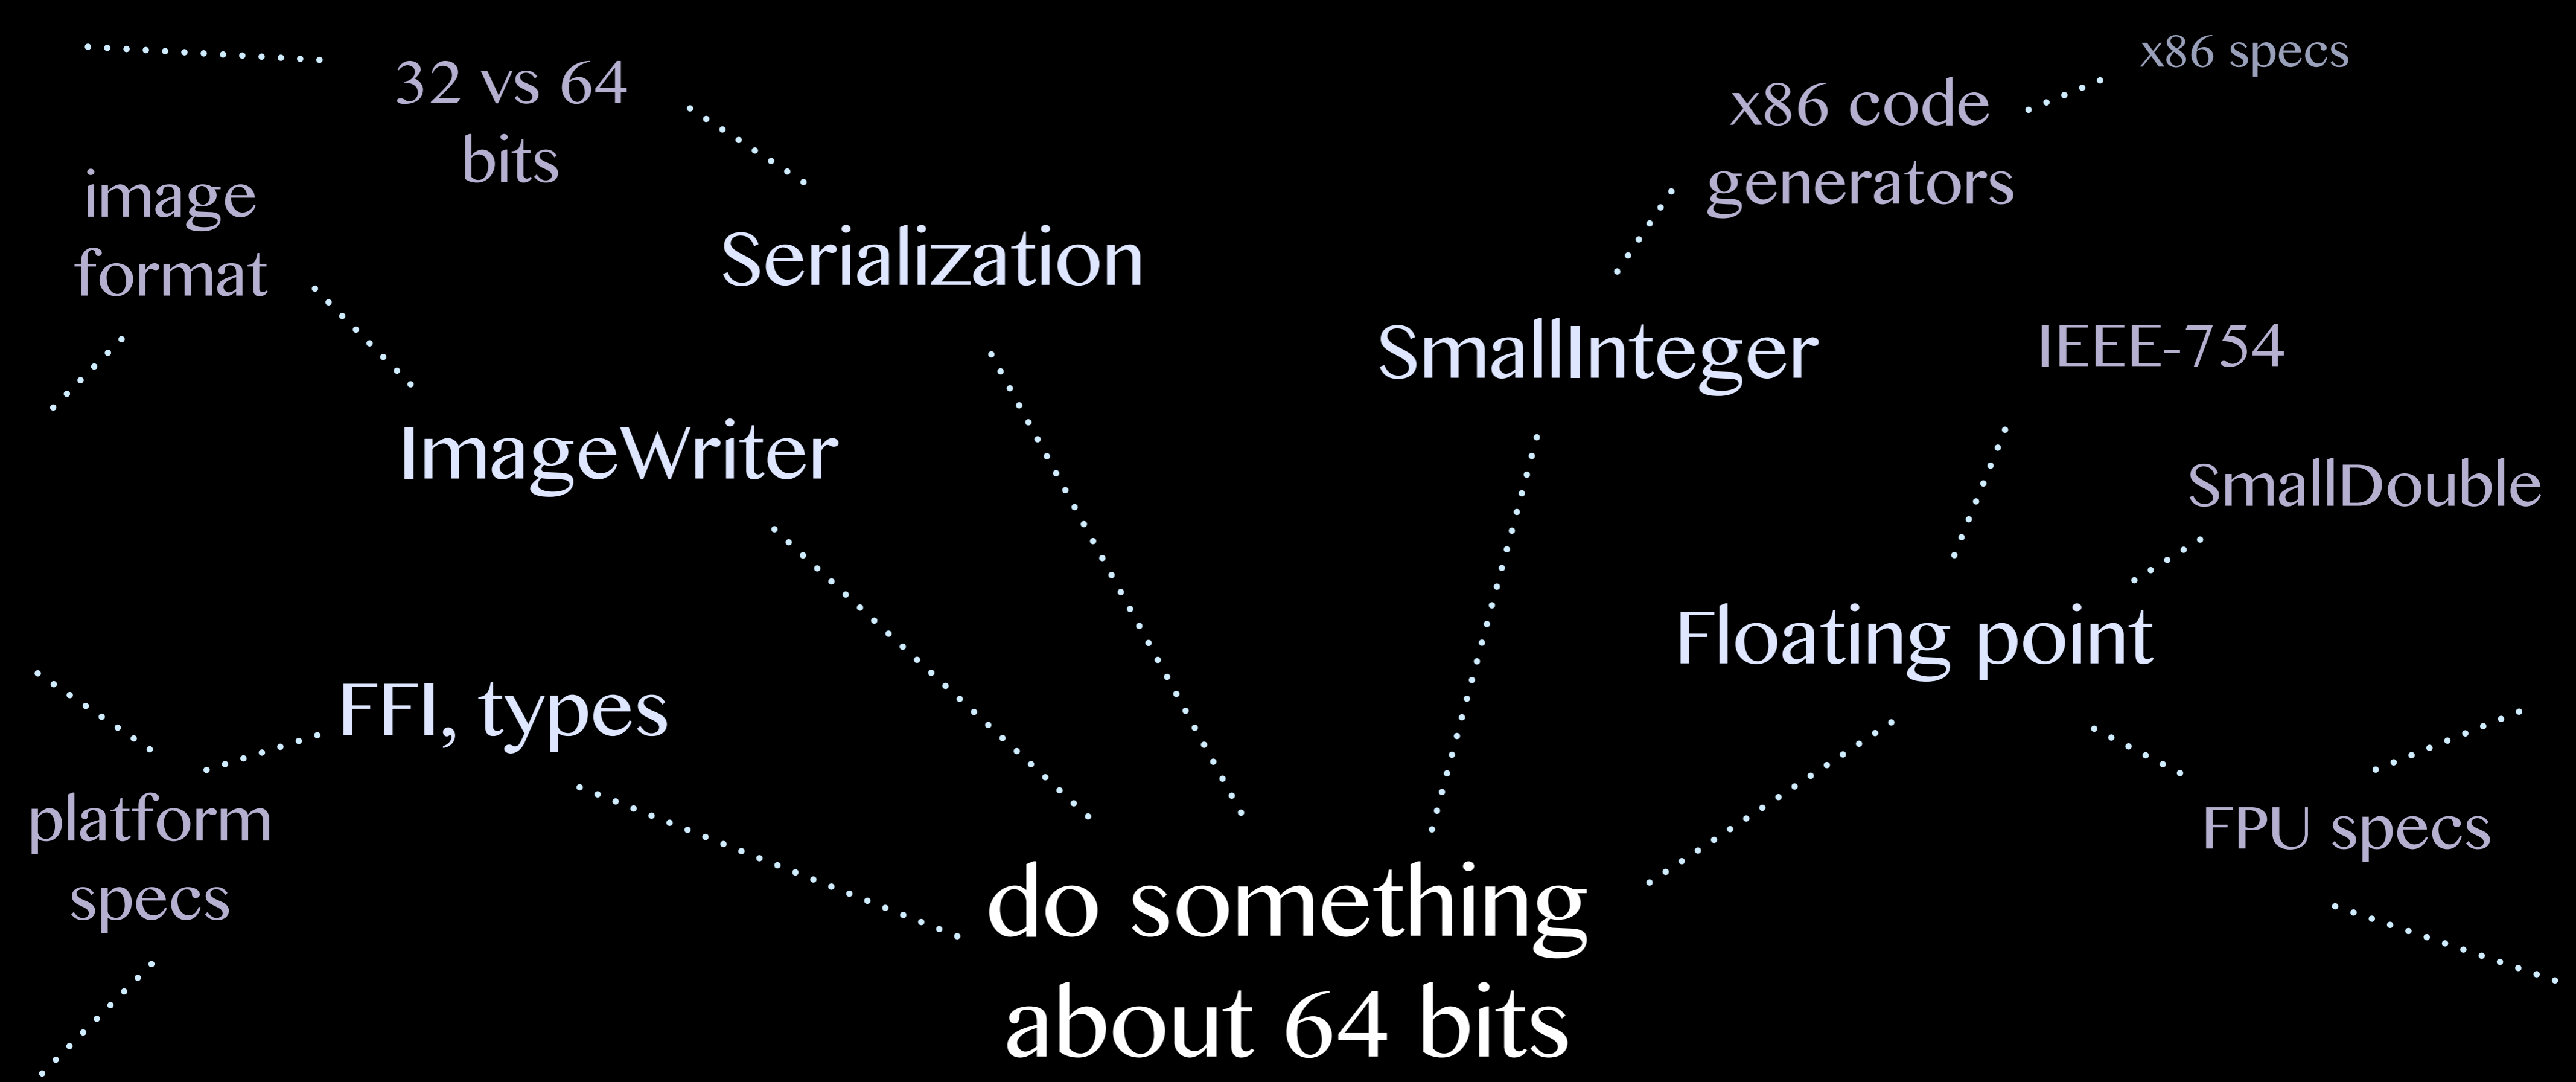 32 vs 64
bits
x86 specs
x86 code
generators
image
format
Serialization
SmallInteger
IEEE-754
ImageWriter
SmallDouble
Floating point
FFI, types
platform
specs
FPU specs
do something
about 64 bits